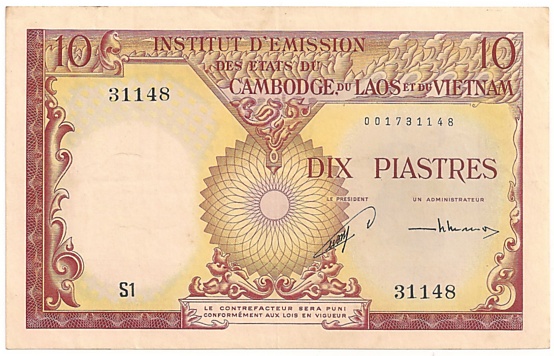 10
INSTITUT D'EMISSION
10
DES ETATS DU
CAMBODGE, DU LAOS ET DU VIETNAM
31148
001731148
DIX PIASTRES
LE PRESIDENT
UN ADMINISTRATEUR
S1
31148
LE CONTREFACTEUR SERA PUNI
CONFORMÉMENT AUX LOIS EN VIGUEUR